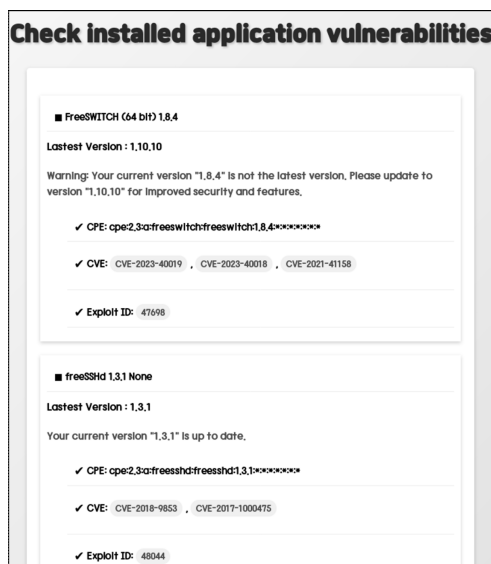 Check installed application vulnerabilities
■ FreeSWITCH (64 bit) 1.8.4
Lastest Version : 1.10.10
Warning: Your current version "1.8.4" is not the latest version. Please update to
version "1.10.10" for improved security and features.
✔ CPE: cpe:2.3:a:freeswitch:freeswitch:1.8.4:*:*:*:*:*:*:*
✔ CVE: CVE-2023-40019 , CVE-2023-40018 , CVE-2021-41158
✔ Exploit ID: 47698
■ freeSSHd 1.3.1 None
Lastest Version : 1.3.1
Your current version "1.3.1" is up to date.
✔ CPE: cpe:2.3:a:freesshd:freesshd:1.3.1:*:*:*:*:*:*:*
✔ CVE: CVE-2018-9853 , CVE-2017-1000475
✔ Exploit ID: 48044